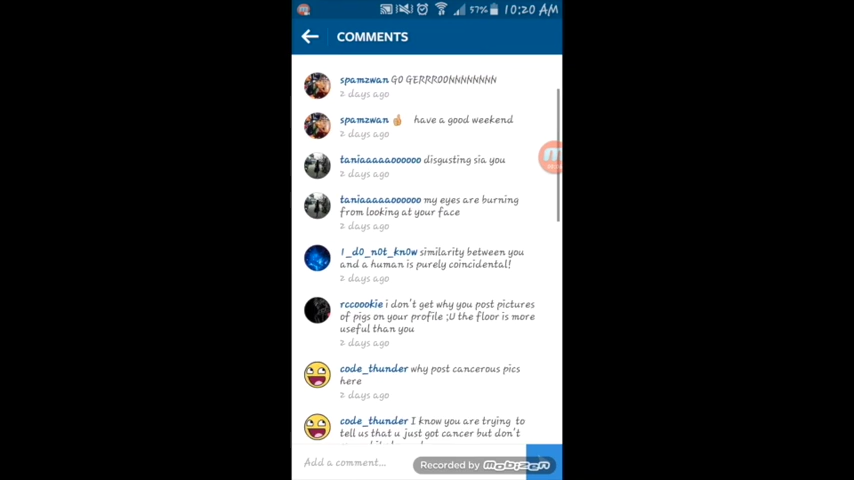 57% 10:20 AM
COMMENTS
spamzwan GO GERRROONNNNNNNN
2 days ago
spamzwan 👍 have a good weekend
2 days ago
taniaaaaaoooooo disgusting sia you
2 days ago
taniaaaaaoooooo my eyes are burning
from looking at your face
2 days ago
1_d0_n0t_kn0w similarity between you
and a human is purely coincidental!
2 days ago
rccoookie i don't get why you post pictures
of pigs on your profile ;U the floor is more
useful than you
2 days ago
code_thunder why post cancerous pics
here
2 days ago
code_thunder I know you are trying to
tell us that u just got cancer but don't
Add a comment...
Recorded by mobizen